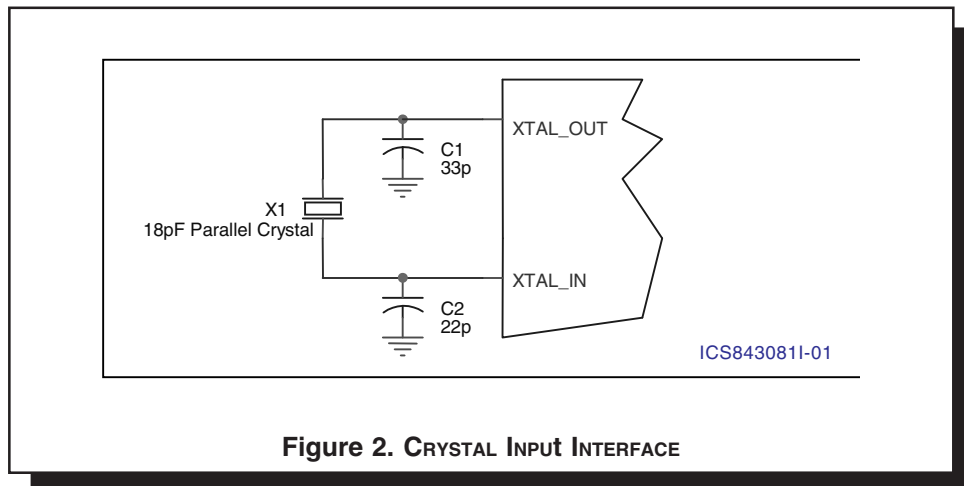 XTAL_OUT
C1
33p
X1
18pF Parallel Crystal
XTAL_IN
C2
22p
ICS843081I-01
Figure 2. CRYSTAL INPUt INTERFACE